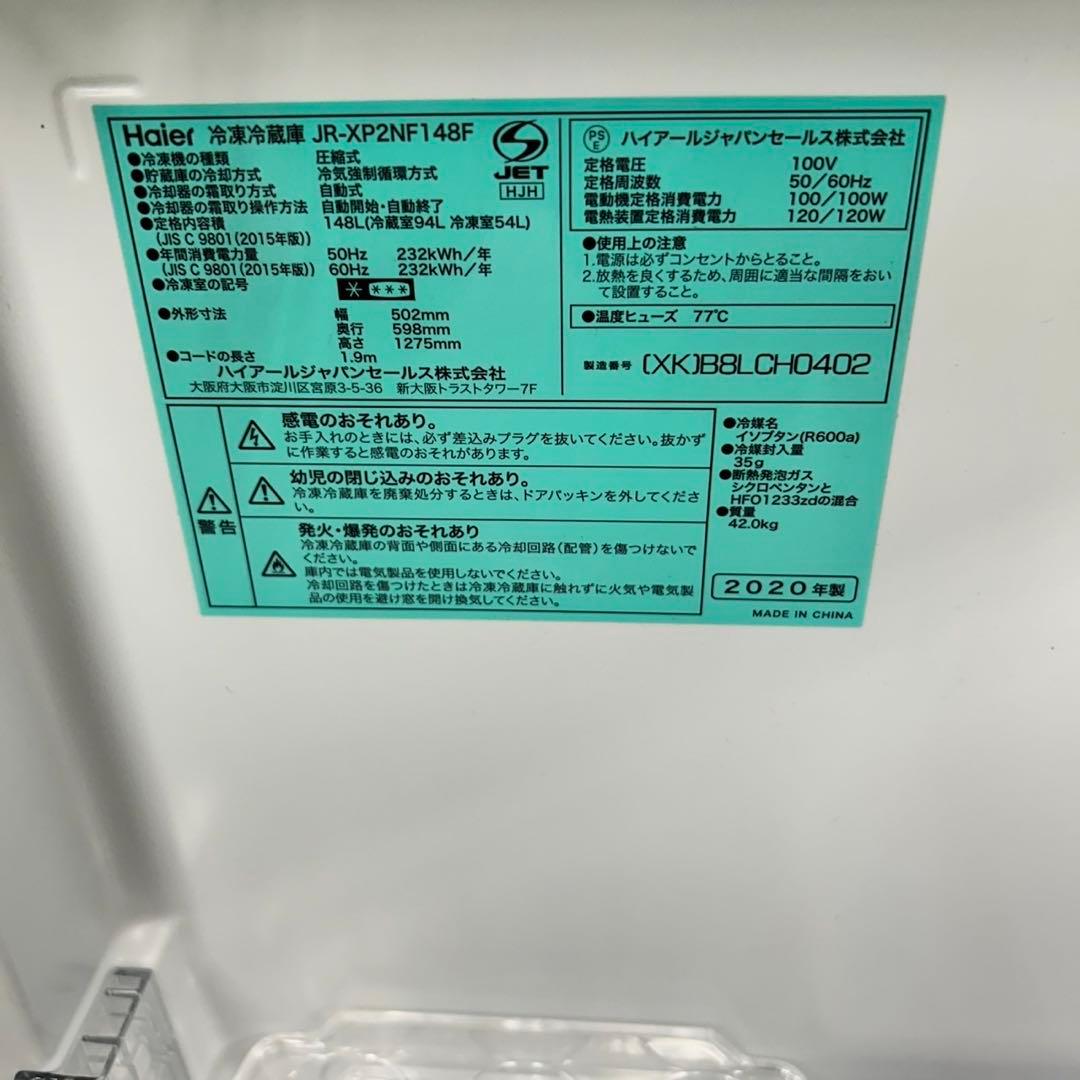 Haier 冷凍冷蔵庫 JR-XP2NF148F
●冷凍機の種類 圧縮式
●貯蔵庫の冷却方式 冷気強制循環方式
●冷却器の霜取り方式 自動式
●冷却器の霜取り操作方法 自動開始・自動終了
●定格内容積 148L(冷蔵室94L 冷凍室54L)
(JIS C 9801(2015年版))
●年間消費電力量 50Hz 232kWh/年
(JIS C 9801(2015年版)) 60Hz 232kWh/年
●冷凍室の記号
●外形寸法 幅 502mm
奥行 598mm
高さ 1275mm
●コードの長さ 1.9m
ハイアールジャパンセールス株式会社
大阪府大阪市淀川区宮原3-5-36 新大阪トラストタワー7F
JET
HJH
PS
E
ハイアールジャパンセールス株式会社
定格電圧 100V
定格周波数 50/60Hz
電動機定格消費電力 100/100W
電熱装置定格消費電力 120/120W
●使用上の注意
1.電源は必ずコンセントからとること。
2.放熱を良くするため、周囲に適当な間隔をおい
て設置すること。
●温度ヒューズ 77℃
製造番号 (XK)B8LCH0402
警告
感電のおそれあり。
お手入れのときには、必ず差込みプラグを抜いてください。抜かず
に作業すると感電のおそれがあります。
幼児の閉じ込みのおそれあり。
冷凍冷蔵庫を廃棄処分するときは、ドアパッキンを外してくださ
い。
発火・爆発のおそれあり
冷凍冷蔵庫の背面や側面にある冷却回路(配管)を傷つけないで
ください。
庫内では電気製品を使用しないでください。
冷却回路を傷つけたときは冷凍冷蔵庫に触れずに火気や電気製
品の使用を避け窓を開け換気してください。
●冷媒名
イソブタン(R600a)
●冷媒封入量
35g
●断熱発泡ガス
シクロペンタンと
HFO1233zdの混合
●質量
42.0kg
2020年製
MADE IN CHINA